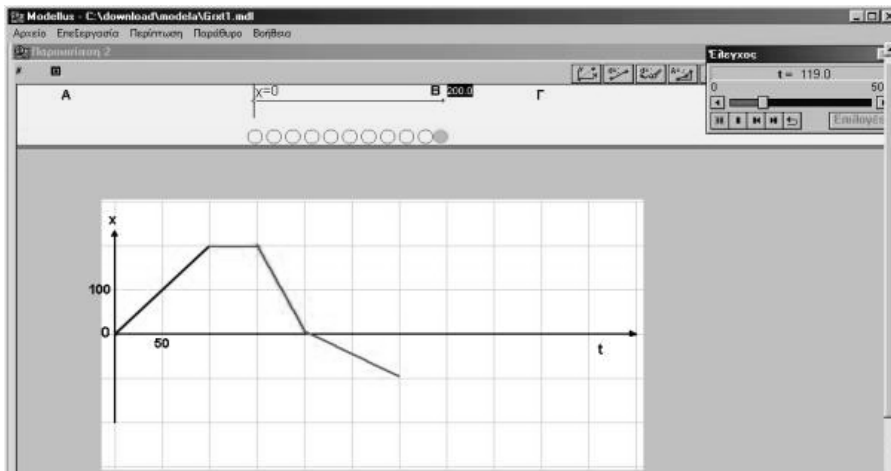 Modellus - C:\download\modela\Grxt1.mdl
Αρχείο Επεξεργασία Περίπτωση Παράθυρο Βοήθεια
Παρουσίαση 2
Έλεγχος
t = 119.0
0 50
Επιλογές
A x=0 B 200.0 Γ
x
100
0
50
t